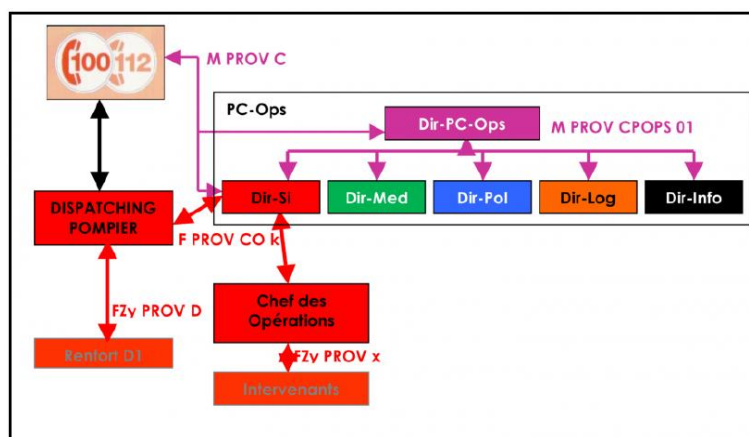 100 112
M PROV C
PC-Ops
Dir-PC-Ops
M PROV CPOPS 01
Dir-Si
Dir-Med
Dir-Pol
Dir-Log
Dir-Info
DISPATCHING
POMPIER
F PROV CO k
FZy PROV D
Chef des
Opérations
Renfort D1
FZy PROV x
Intervenants